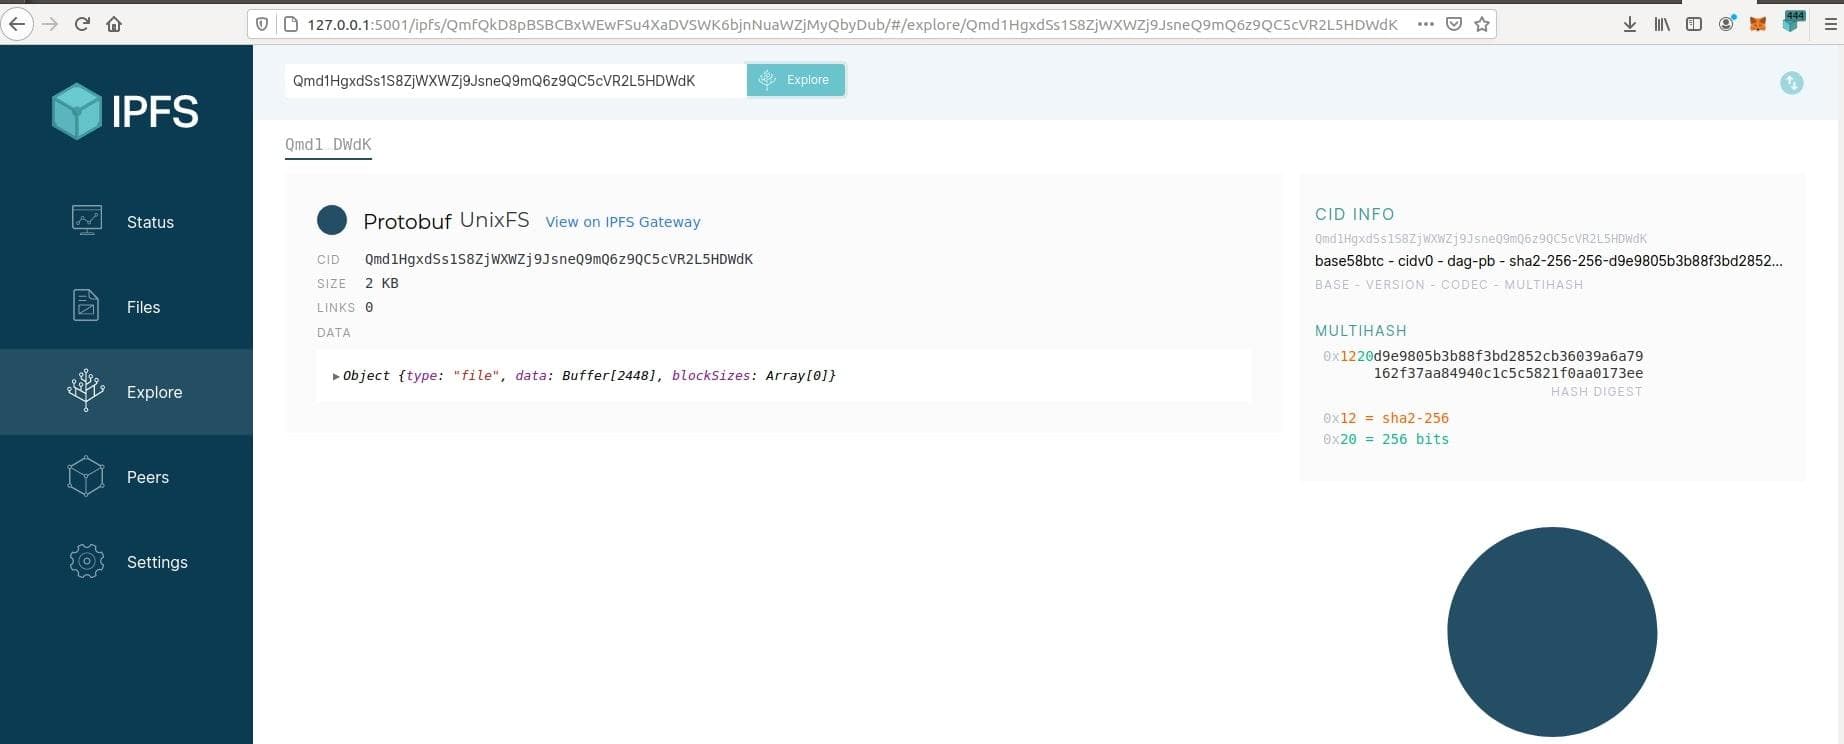 127.0.0.1:5001/ipfs/QmfQkD8pBSBCBxWEwFSu4XaDVSWK6bjnNuaWZjMyQbyDub/#/explore/Qmd1HgxdSs1S8ZjWXWZj9JsneQ9mQ6z9QC5cVR2L5HDWdK
444
IPFS
Qmd1HgxdSs1S8ZjWXWZj9JsneQ9mQ6z9QC5cVR2L5HDWdK Explore
Qmd1 DWdK
Status
Files
Explore
Peers
Settings
Protobuf UnixFS View on IPFS Gateway
CID Qmd1HgxdSs1S8ZjWXWZj9JsneQ9mQ6z9QC5cVR2L5HDWdK
SIZE 2 KB
LINKS 0
DATA
Object {type: "file", data: Buffer[2448], blockSizes: Array[0]}
CID INFO
Qmd1HgxdSs1S8ZjWXWZj9JsneQ9mQ6z9QC5cVR2L5HDWdK
base58btc - cidv0 - dag-pb - sha2-256-256-d9e9805b3b88f3bd2852...
BASE - VERSION - CODEC - MULTIHASH
MULTIHASH
0x1220d9e9805b3b88f3bd2852cb36039a6a79
162f37aa84940c1c5c5821f0aa0173ee
HASH DIGEST
0x12 = sha2-256
0x20 = 256 bits